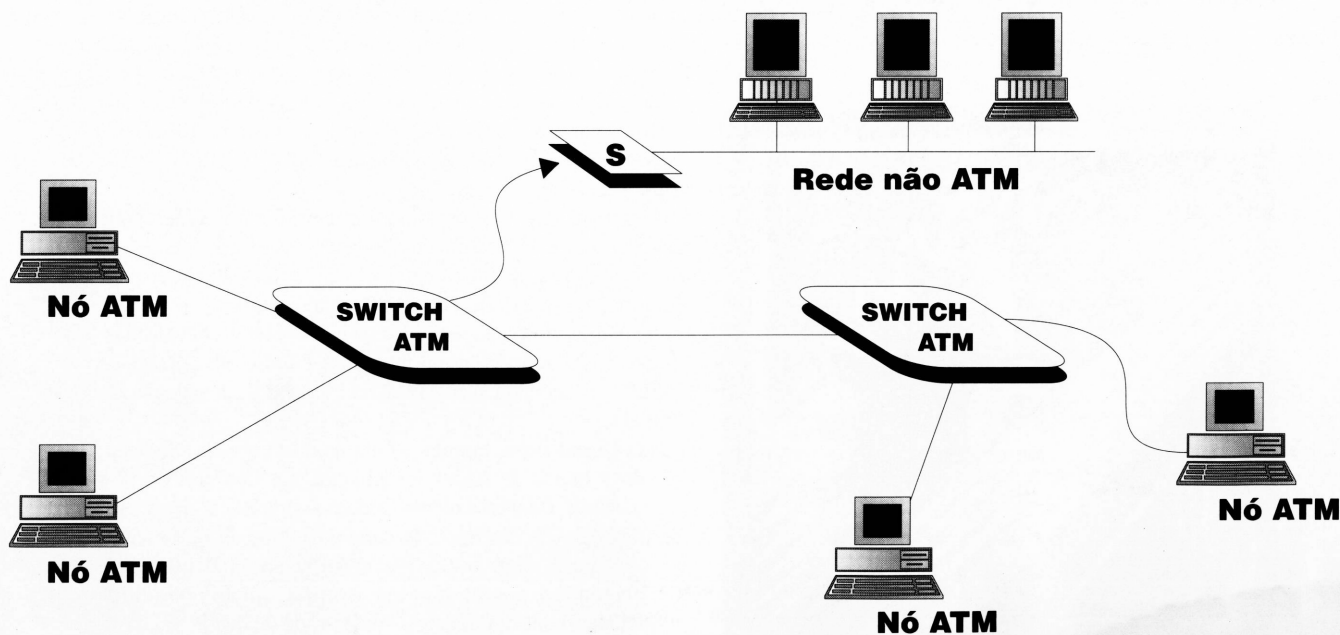 S
Rede não ATM
Nó ATM
SWITCH
ATM
SWITCH
ATM
Nó ATM
Nó ATM
Nó ATM